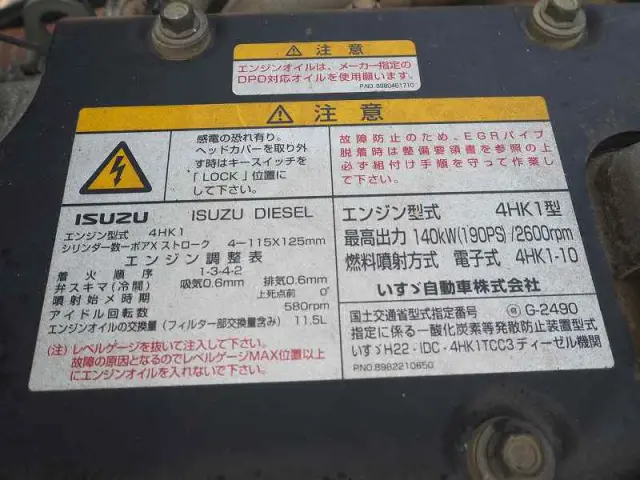 注意
エンジンオイルは、メーカー指定の
DPD対応オイルを使用願います。
P.NO.8980461710
注意
感電の恐れ有り。
ヘッドカバーを取り外
す時はキースイッチを
「LOCK」位置に
して下さい。
故障防止のため、EGRパイプ
脱着時は整備要領書を参照の上
必ず組付け手順を守って作業し
て下さい。
ISUZU ISUZU DIESEL
エンジン型式 4HK1
シリンダー数ーボアXストローク 4ー115X125mm
エンジン調整表
着火順序 1-3-4-2
弁スキマ(冷間) 吸気0.6mm 排気0.6mm
噴射始メ時期 上死点前 0°
アイドル回転数 580rpm
エンジンオイルの交換量(フィルター部交換量含み) 11.5L
(注)レベルゲージを抜いて注入して下さい。
故障の原因となるのでレベルゲージMAX位置以上
にエンジンオイルを入れないで下さい。
エンジン型式 4HK1型
最高出力 140kW(190PS)/2600rpm
燃料噴射方式 電子式 4HK1-10
いすゞ自動車株式会社
国土交通省型式指定番号 ⓔ G-2490
指定に係る一酸化炭素等発散防止装置型式
いすゞH22・IDC・4HK1TCC3ディーゼル機関
P.NO.8982210650